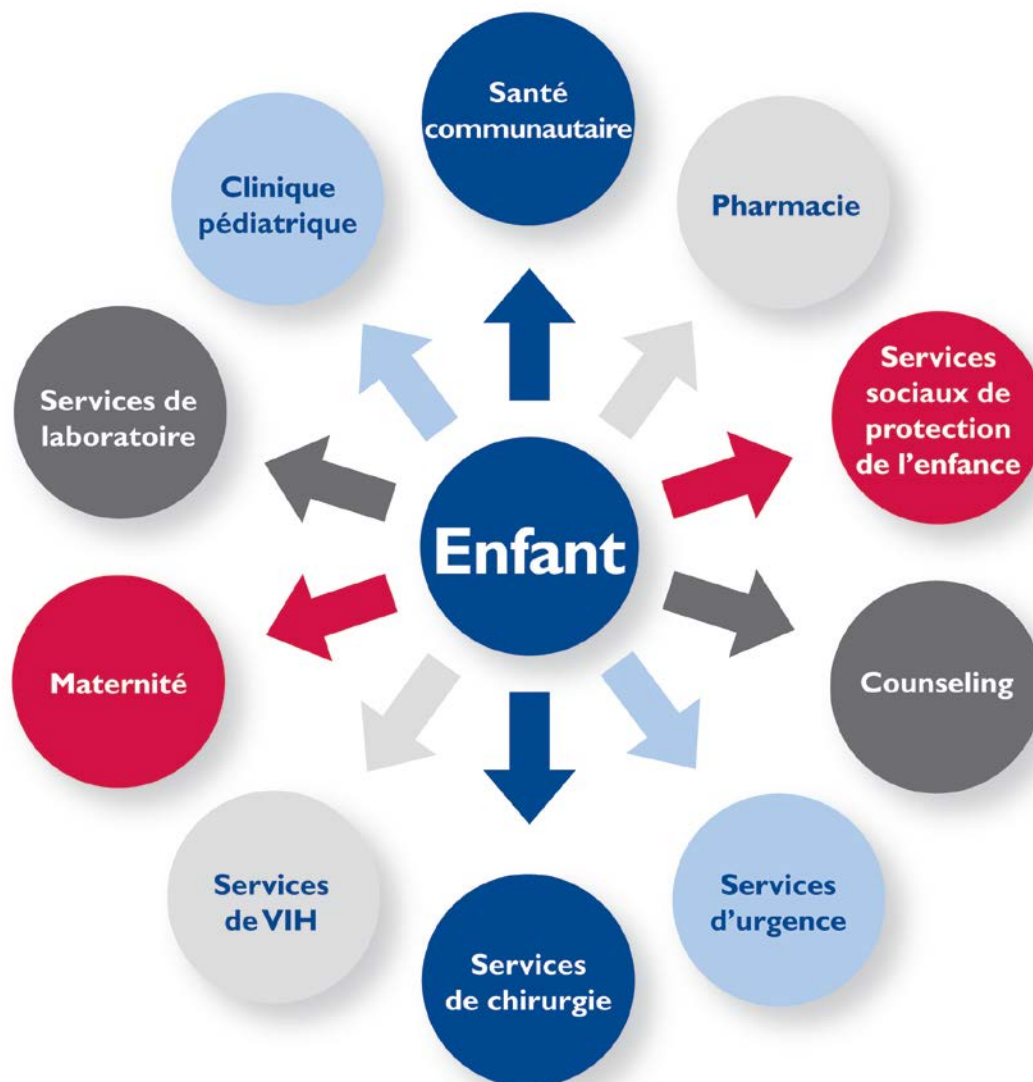 Santé
communautaire
Clinique
pédiatrique
Pharmacie
Services de
laboratoire
Services
sociaux de
protection
de l’enfance
Enfant
Maternité
Counseling
Services
de VIH
Services
d’urgence
Services
de chirurgie